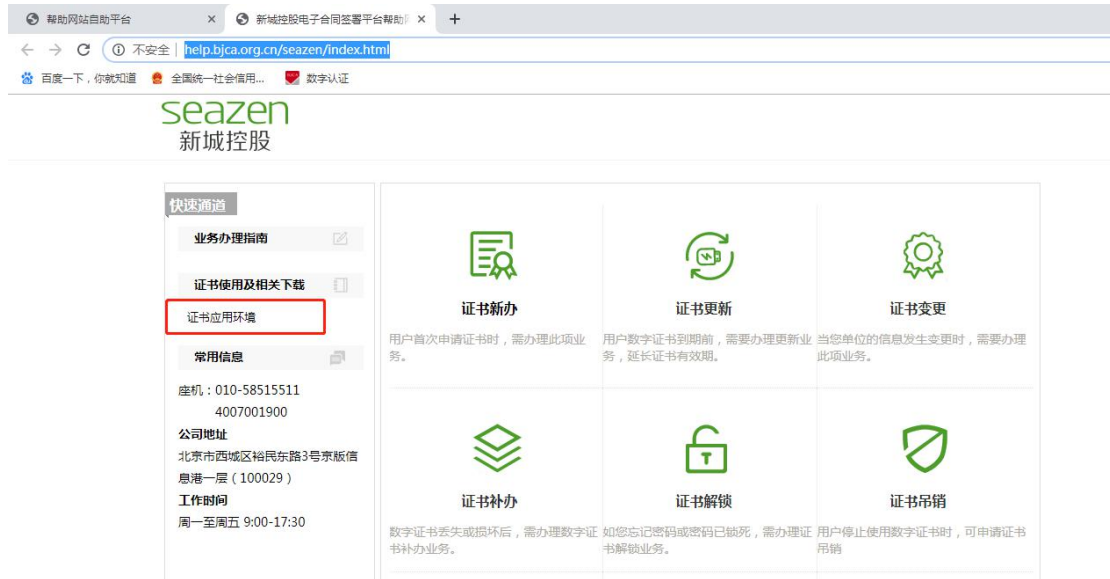 帮助网站自助平台
新城控股电子合同签署平台帮助
不安全 | help.bjca.org.cn/seazen/index.html
百度一下，你就知道
全国统一社会信用...
数字认证
seazen
新城控股
快速通道
业务办理指南
证书使用及相关下载
证书应用环境
常用信息
座机：010-58515511
4007001900
公司地址
北京市西城区裕民东路3号京版信
息港一层（100029）
工作时间
周一至周五 9:00-17:30
证书新办
用户首次申请证书时，需办理此项业
务。
证书更新
用户数字证书到期前，需要办理更新业
务，延长证书有效期。
证书变更
当您单位的信息发生变更时，需要办理
此项业务。
证书补办
数字证书丢失或损坏后，需办理数字证
书补办业务。
证书解锁
如您忘记密码或密码已锁死，需办理证
书解锁业务。
证书吊销
用户停止使用数字证书时，可申请证书
吊销